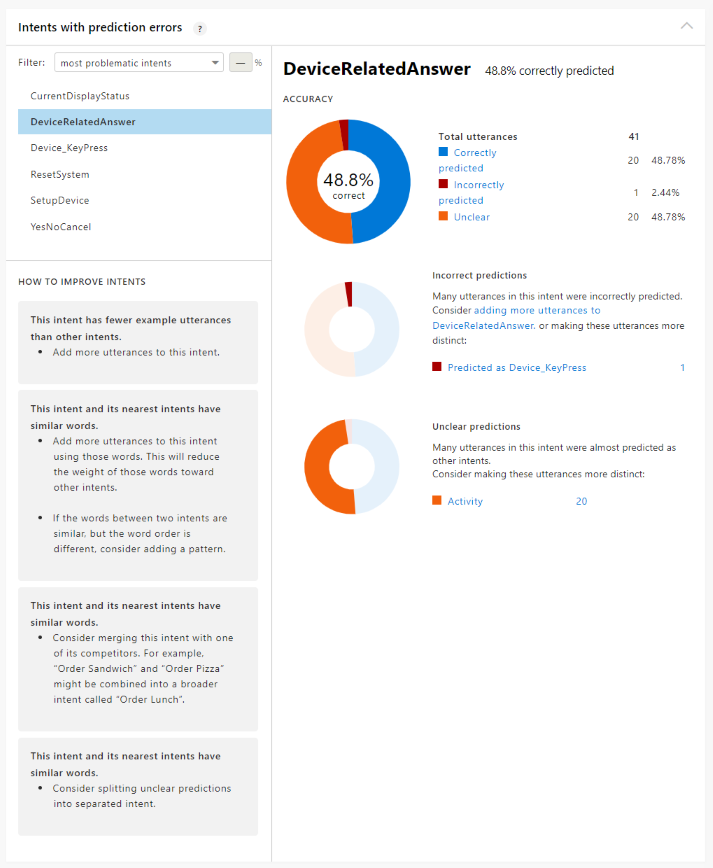 Intents with prediction errors ?
Filter: most problematic intents — %
CurrentDisplayStatus
DeviceRelatedAnswer
Device_KeyPress
ResetSystem
SetupDevice
YesNoCancel
HOW TO IMPROVE INTENTS
This intent has fewer example utterances
than other intents.
• Add more utterances to this intent.
This intent and its nearest intents have
similar words.
• Add more utterances to this intent
using those words. This will reduce
the weight of those words toward
other intents.
• If the words between two intents are
similar, but the word order is
different, consider adding a pattern.
This intent and its nearest intents have
similar words.
• Consider merging this intent with one
of its competitors. For example,
"Order Sandwich" and "Order Pizza"
might be combined into a broader
intent called "Order Lunch".
This intent and its nearest intents have
similar words.
• Consider splitting unclear predictions
into separated intent.
DeviceRelatedAnswer 48.8% correctly predicted
ACCURACY
48.8%
correct
Total utterances 41
Correctly
predicted 20 48.78%
Incorrectly
predicted 1 2.44%
Unclear 20 48.78%
Incorrect predictions
Many utterances in this intent were incorrectly predicted.
Consider adding more utterances to
DeviceRelatedAnswer. or making these utterances more
distinct:
Predicted as Device_KeyPress 1
Unclear predictions
Many utterances in this intent were almost predicted as
other intents.
Consider making these utterances more distinct:
Activity 20